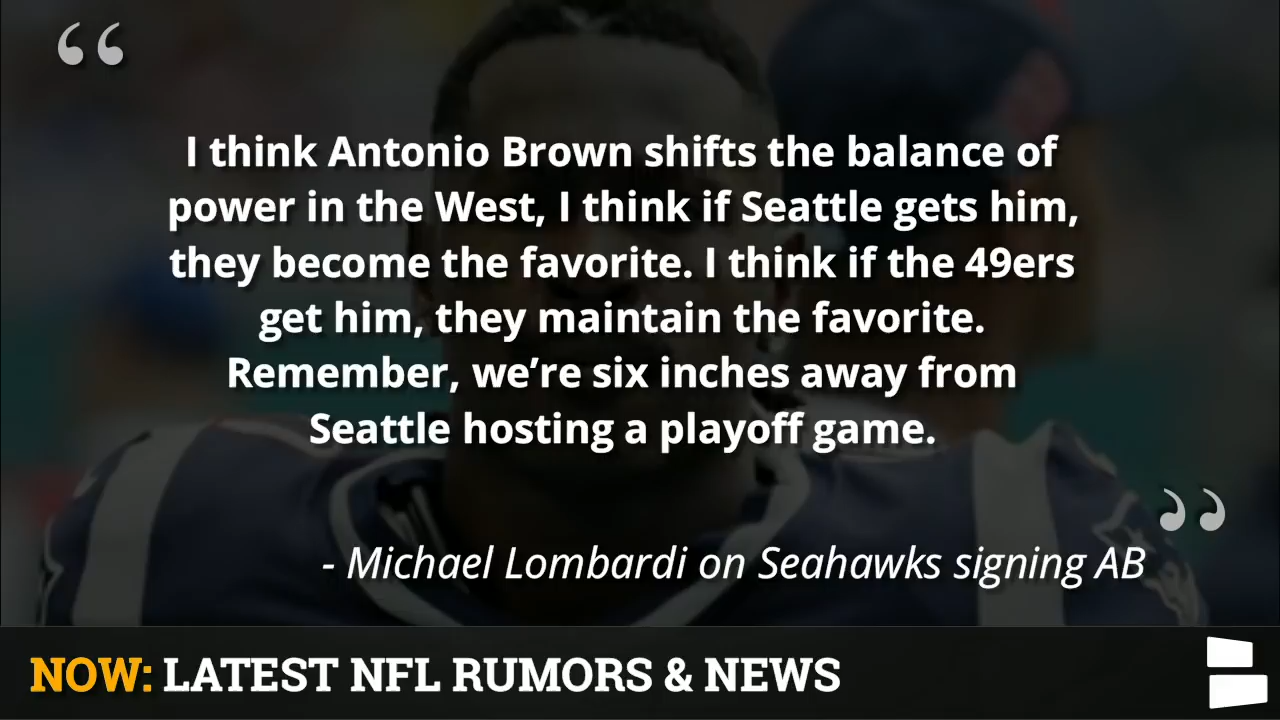 “
I think Antonio Brown shifts the balance of
power in the West, I think if Seattle gets him,
they become the favorite. I think if the 49ers
get him, they maintain the favorite.
Remember, we’re six inches away from
Seattle hosting a playoff game.
”
- Michael Lombardi on Seahawks signing AB
NOW: LATEST NFL RUMORS & NEWS